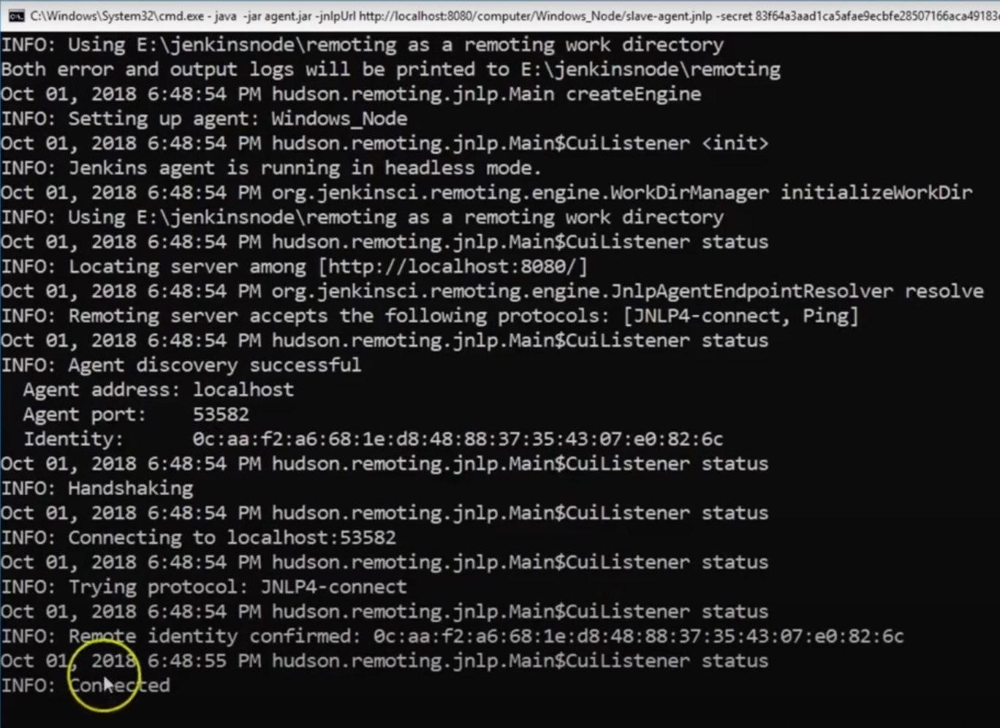 C:\Windows\System32\cmd.exe - java -jar agent.jar -jnlpUrl http://localhost:8080/computer/Windows_Node/slave-agent.jnlp -secret 83f64a3aad1ca5afae9ecbfe28507166aca49183
INFO: Using E:\jenkinsnode\remoting as a remoting work directory
Both error and output logs will be printed to E:\jenkinsnode\remoting
Oct 01, 2018 6:48:54 PM hudson.remoting.jnlp.Main createEngine
INFO: Setting up agent: Windows_Node
Oct 01, 2018 6:48:54 PM hudson.remoting.jnlp.Main$CuiListener <init>
INFO: Jenkins agent is running in headless mode.
Oct 01, 2018 6:48:54 PM org.jenkinsci.remoting.engine.WorkDirManager initializeWorkDir
INFO: Using E:\jenkinsnode\remoting as a remoting work directory
Oct 01, 2018 6:48:54 PM hudson.remoting.jnlp.Main$CuiListener status
INFO: Locating server among [http://localhost:8080/]
Oct 01, 2018 6:48:54 PM org.jenkinsci.remoting.engine.JnlpAgentEndpointResolver resolve
INFO: Remoting server accepts the following protocols: [JNLP4-connect, Ping]
Oct 01, 2018 6:48:54 PM hudson.remoting.jnlp.Main$CuiListener status
INFO: Agent discovery successful
Agent address: localhost
Agent port: 53582
Identity: 0c:aa:f2:a6:68:1e:d8:48:88:37:35:43:07:e0:82:6c
Oct 01, 2018 6:48:54 PM hudson.remoting.jnlp.Main$CuiListener status
INFO: Handshaking
Oct 01, 2018 6:48:54 PM hudson.remoting.jnlp.Main$CuiListener status
INFO: Connecting to localhost:53582
Oct 01, 2018 6:48:54 PM hudson.remoting.jnlp.Main$CuiListener status
INFO: Trying protocol: JNLP4-connect
Oct 01, 2018 6:48:54 PM hudson.remoting.jnlp.Main$CuiListener status
INFO: Remote identity confirmed: 0c:aa:f2:a6:68:1e:d8:48:88:37:35:43:07:e0:82:6c
Oct 01, 2018 6:48:55 PM hudson.remoting.jnlp.Main$CuiListener status
INFO: Connected